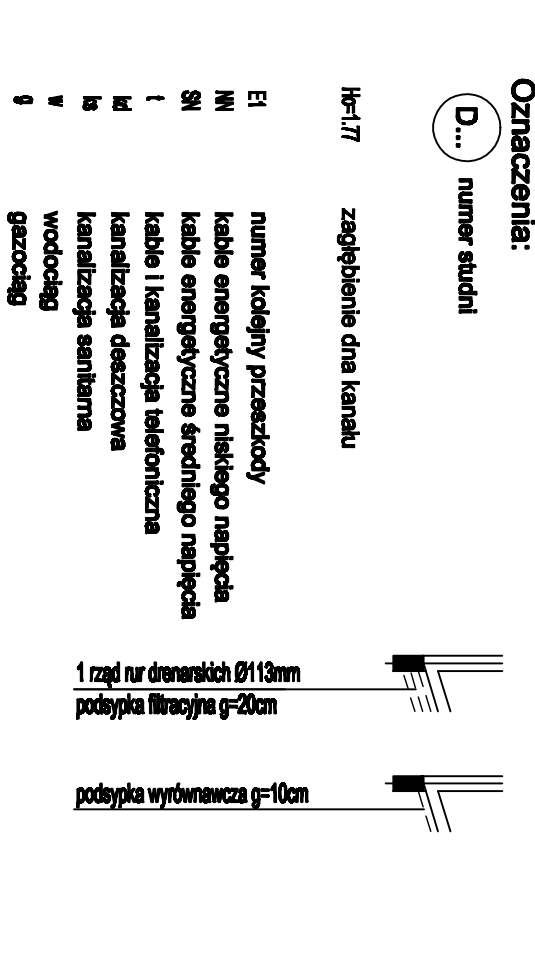 Oznaczenia:
D... numer studni
Ho=1.77 zagłębienie dna kanału
E1 numer kolejny przeszkody
NN kable energetyczne niskiego napięcia
SN kable energetyczne średniego napięcia
t kable i kanalizacja telefoniczna
kd kanalizacja deszczowa
ks kanalizacja sanitarna
w wodociąg
g gazociąg
1 rząd rur drenarskich Ø113mm
podsypka filtracyjna g=20cm
podsypka wyrównawcza g=10cm